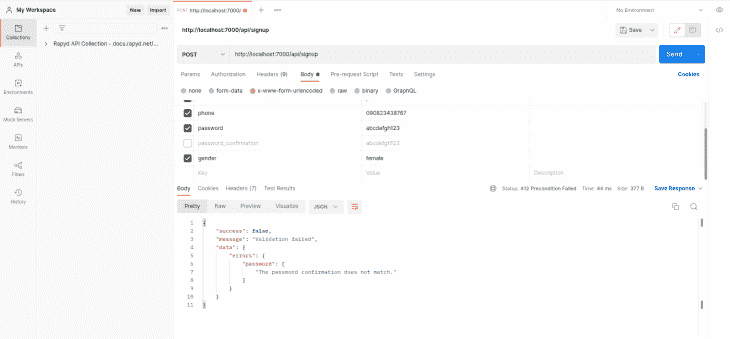 My Workspace
New Import
POST http://localhost:7000/
No Environment
Collections
Rapyd API Collection - docs.rapyd.net/...
http://localhost:7000/api/signup
Save
APIs
POST
http://localhost:7000/api/signup
Send
Params Authorization Headers (9) Body Pre-request Script Tests Settings
Cookies
Environments
none form-data x-www-form-urlencoded raw binary GraphQL
Mock Servers
phone 090823438767
password abcdefgh123
Monitors
password_confirmation abcdefgh123
gender female
Flows
Key Value Description
Body Cookies Headers (7) Test Results
Status: 412 Precondition Failed Time: 44 ms Size: 377 B Save Response
History
Pretty Raw Preview Visualize JSON
1 {
2 "success": false,
3 "message": "Validation failed",
4 "data": {
5 "errors": {
6 "password": [
7 "The password confirmation does not match."
8 ]
9 }
10 }
11 }